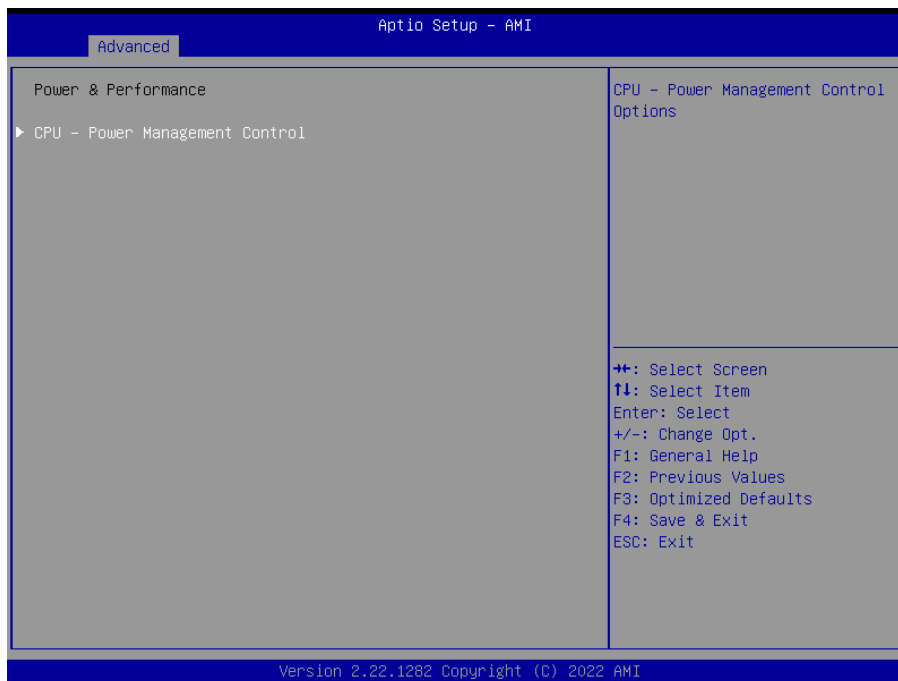 Aptio Setup – AMI
Advanced
Power & Performance
▶ CPU – Power Management Control
CPU – Power Management Control
Options
→←: Select Screen
↑↓: Select Item
Enter: Select
+/-: Change Opt.
F1: General Help
F2: Previous Values
F3: Optimized Defaults
F4: Save & Exit
ESC: Exit
Version 2.22.1282 Copyright (C) 2022 AMI